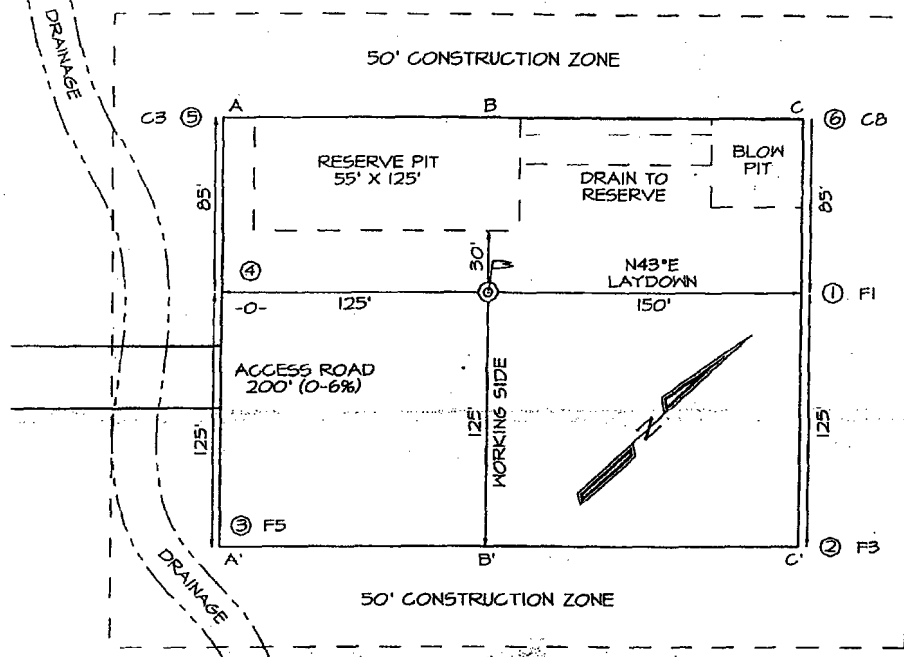 DRAINAGE
50' CONSTRUCTION ZONE
C3 ⑤ A B C ⑥ C8
RESERVE PIT
55' X 125'
DRAIN TO
RESERVE
BLOW
PIT
85'
85'
30'
④
-0-
125'
N43°E
LAYDOWN
150'
① F1
ACCESS ROAD
200' (0-6%)
125'
125'
WORKING SIDE
N
125'
③ F5
A' B' C' ② F3
DRAINAGE
50' CONSTRUCTION ZONE